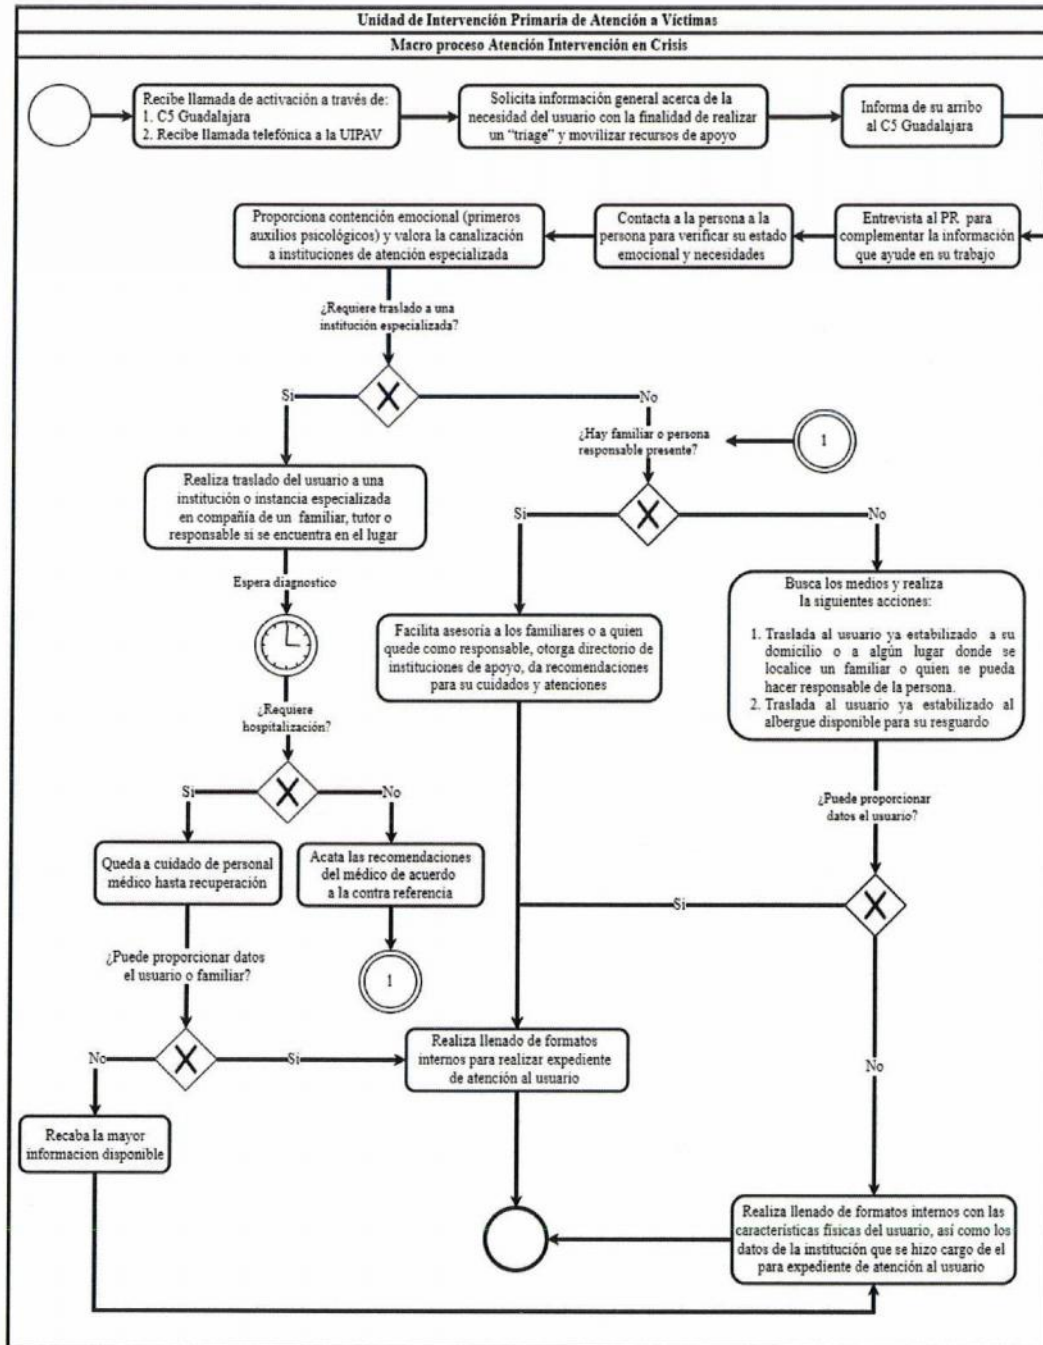 Unidad de Intervención Primaria de Atención a Víctimas
Macro proceso Atención Intervención en Crisis
Recibe llamada de activación a través de:
1. C5 Guadalajara
2. Recibe llamada telefónica a la UIPAV
Solicita información general acerca de la
necesidad del usuario con la finalidad de realizar
un “triage” y movilizar recursos de apoyo
Informa de su arribo
al C5 Guadalajara
Proporciona contención emocional (primeros
auxilios psicológicos) y valora la canalización
a instituciones de atención especializada
Contacta a la persona a la
persona para verificar su estado
emocional y necesidades
Entrevista al PR para
complementar la información
que ayude en su trabajo
¿Requiere traslado a una
institución especializada?
Si
No
¿Hay familiar o persona
responsable presente?
1
Realiza traslado del usuario a una
institución o instancia especializada
en compañía de un familiar, tutor o
responsable si se encuentra en el lugar
Si
No
Espera diagnostico
Busca los medios y realiza
la siguientes acciones:
1. Traslada al usuario ya estabilizado a su
domicilio o a algún lugar donde se
localice un familiar o quien se pueda
hacer responsable de la persona.
2. Traslada al usuario ya estabilizado al
albergue disponible para su resguardo
Facilita asesoría a los familiares o a quien
quede como responsable, otorga directorio de
instituciones de apoyo, da recomendaciones
para su cuidados y atenciones
¿Requiere
hospitalización?
Si
No
¿Puede proporcionar
datos el usuario?
Queda a cuidado de personal
médico hasta recuperación
Acata las recomendaciones
del médico de acuerdo
a la contra referencia
Si
¿Puede proporcionar datos
el usuario o familiar?
1
No
Si
Realiza llenado de formatos
internos para realizar expediente
de atención al usuario
No
Recaba la mayor
informacion disponible
Realiza llenado de formatos internos con las
características físicas del usuario, así como los
datos de la institución que se hizo cargo de el
para expediente de atención al usuario